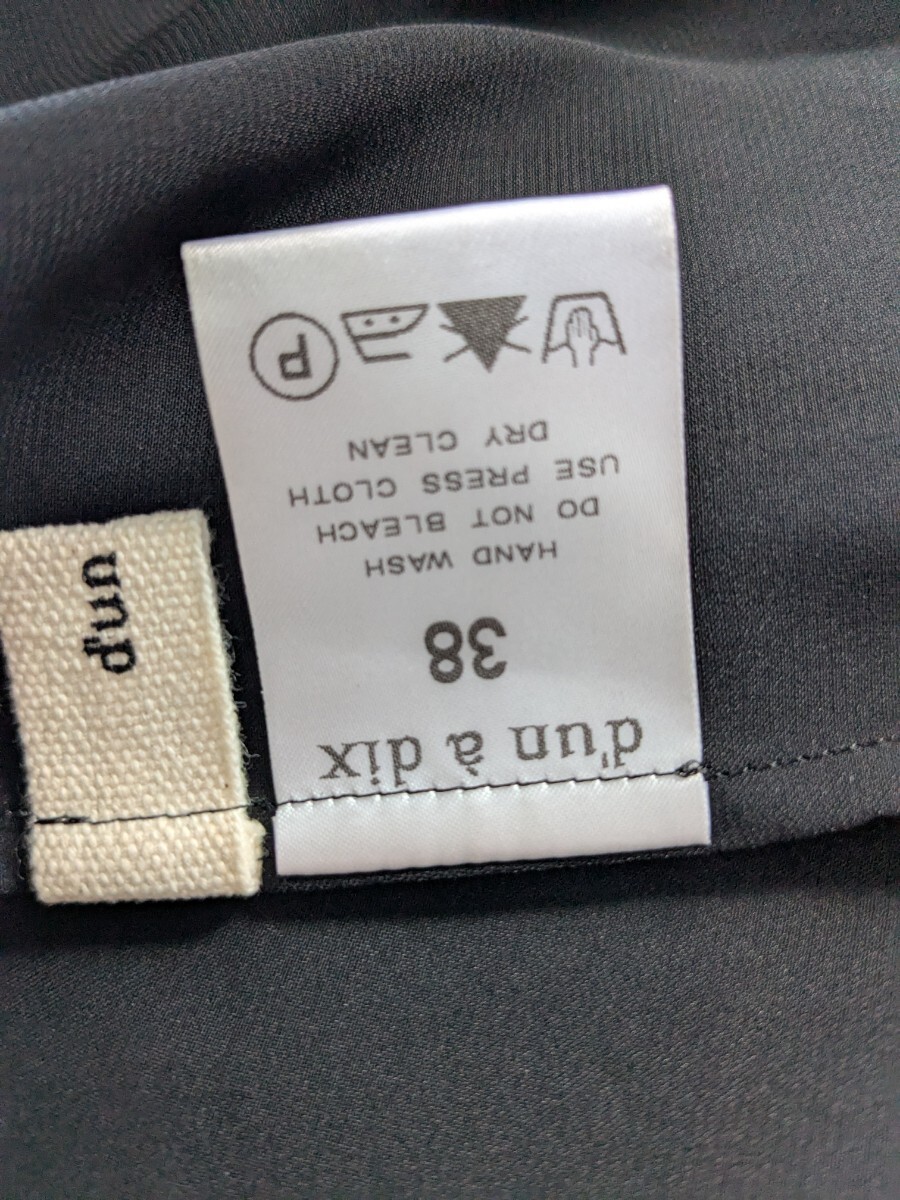 d'un à dix
38
HAND WASH
DO NOT BLEACH
USE PRESS CLOTH
DRY CLEAN
P
d'un